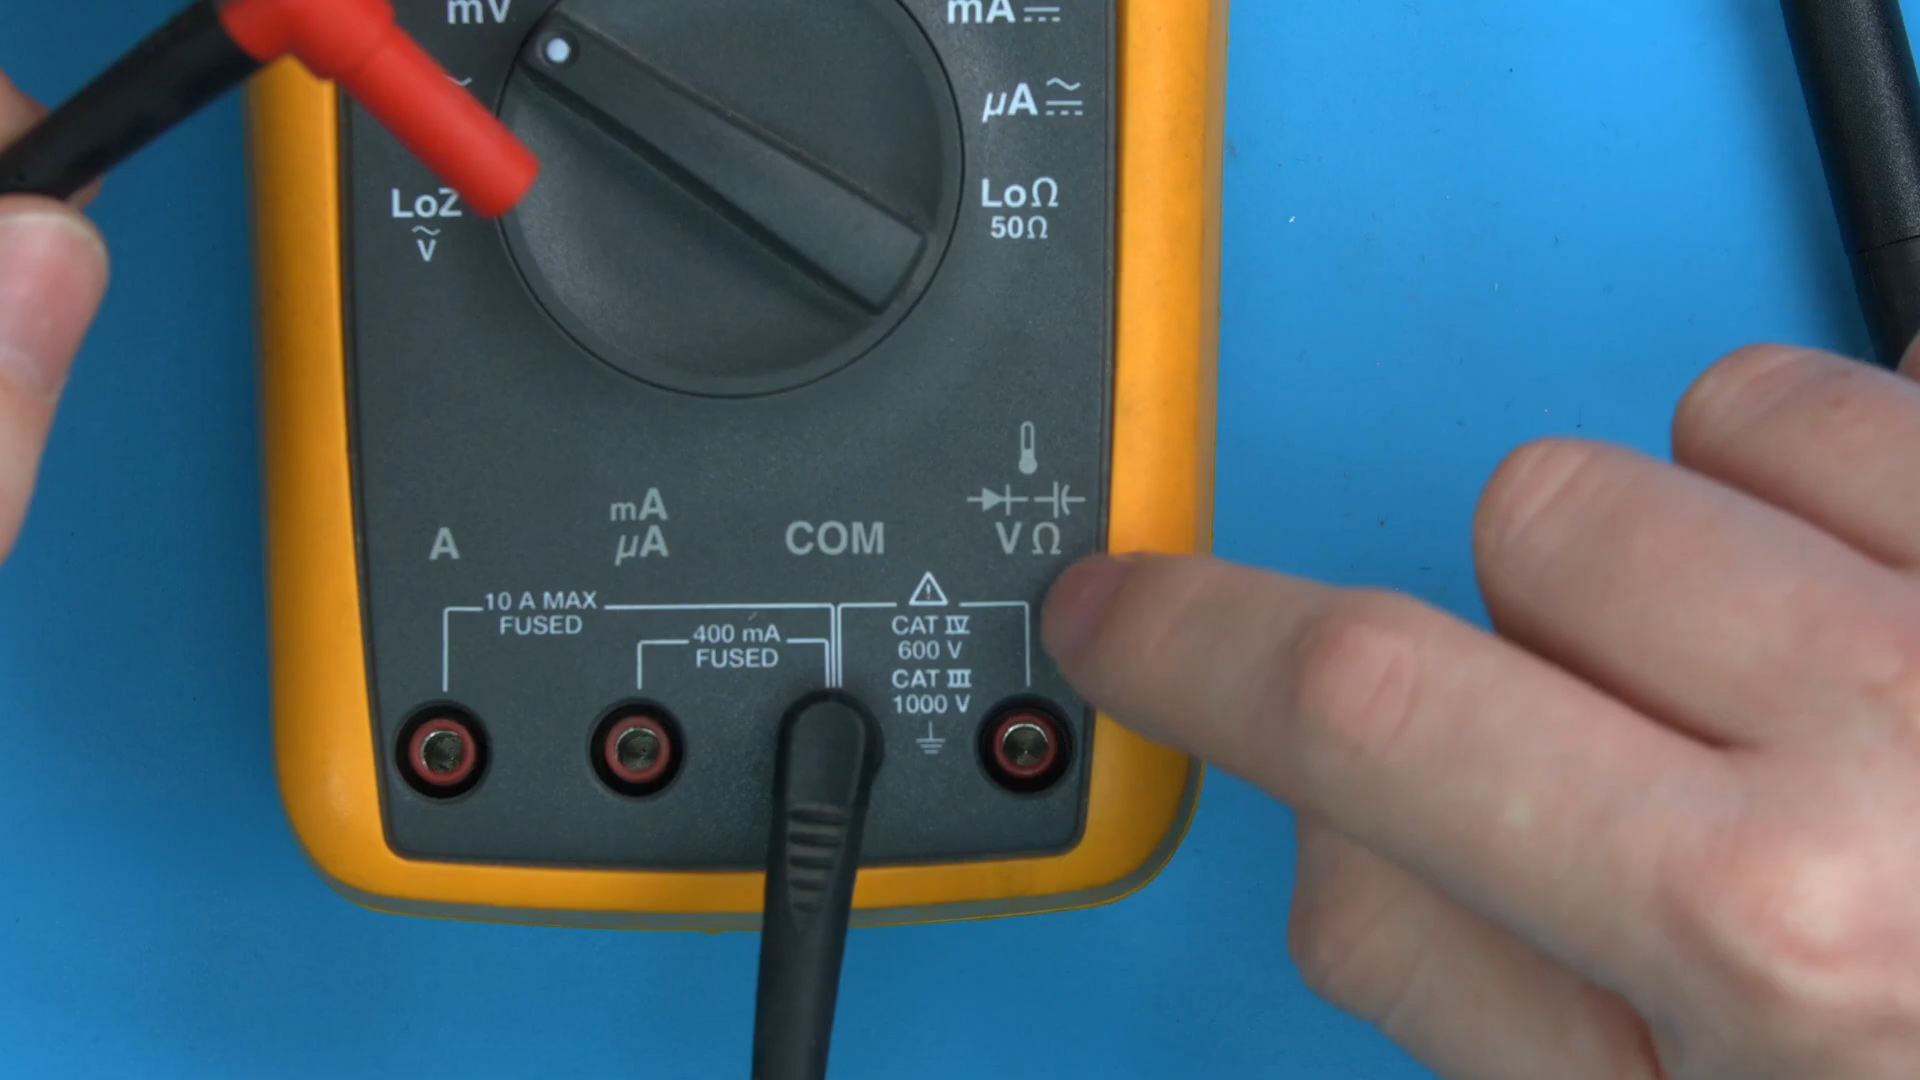 mV
mA
µA
LoZ
V
LoΩ
50Ω
mA
µA
A
COM
V Ω
10 A MAX
FUSED
400 mA
FUSED
CAT IV
600 V
CAT III
1000 V